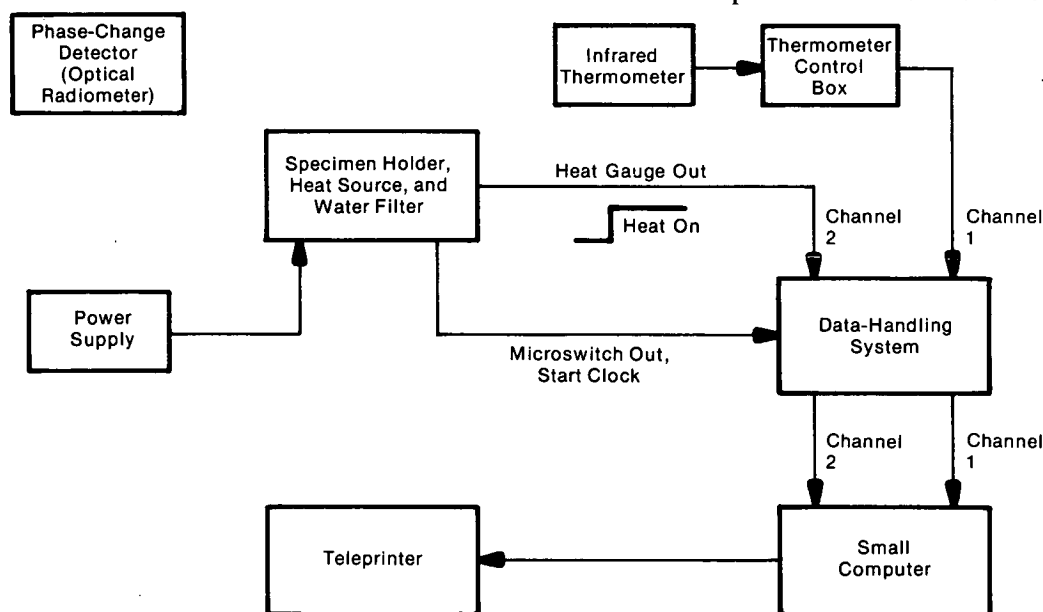 Phase-Change
Detector
(Optical
Radiometer)
Infrared
Thermometer
Thermometer
Control
Box
Specimen Holder,
Heat Source, and
Water Filter
Heat Gauge Out
Heat On
Channel
2
Channel
1
Power
Supply
Microswitch Out,
Start Clock
Data-Handling
System
Channel
2
Channel
1
Teleprinter
Small
Computer